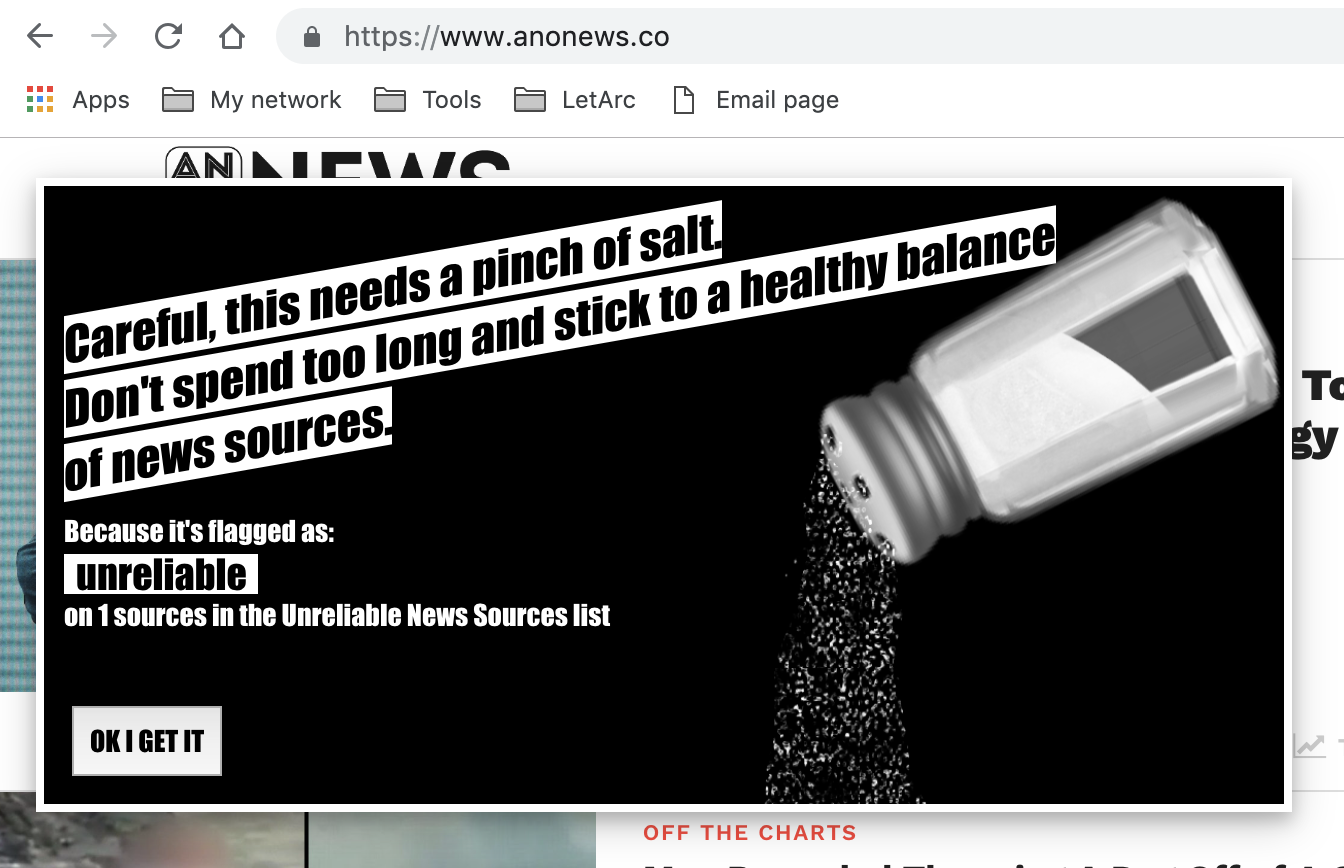 https://www.anonews.co
Apps My network Tools LetArc Email page
AN NEWS
Careful, this needs a pinch of salt.
Don't spend too long and stick to a healthy balance
of news sources.
To
gy
Because it's flagged as:
unreliable
on 1 sources in the Unreliable News Sources list
OK I GET IT
OFF THE CHARTS